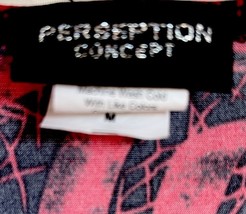 PERSEPTION
CONCEPT
Machine Wash Cold
With Like Colors
M